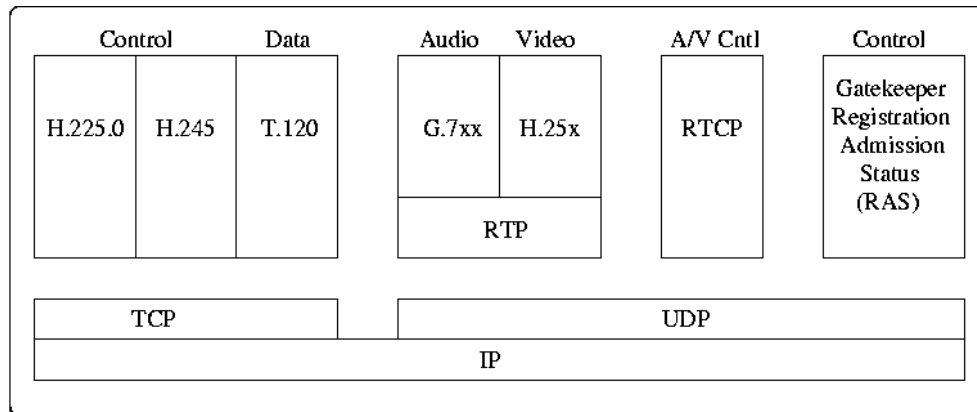 Control Data Audio Video A/V Cntl Control
H.225.0 H.245 T.120 G.7xx H.25x RTCP
Gatekeeper
Registration
Admission
Status
(RAS)
RTP
TCP UDP
IP